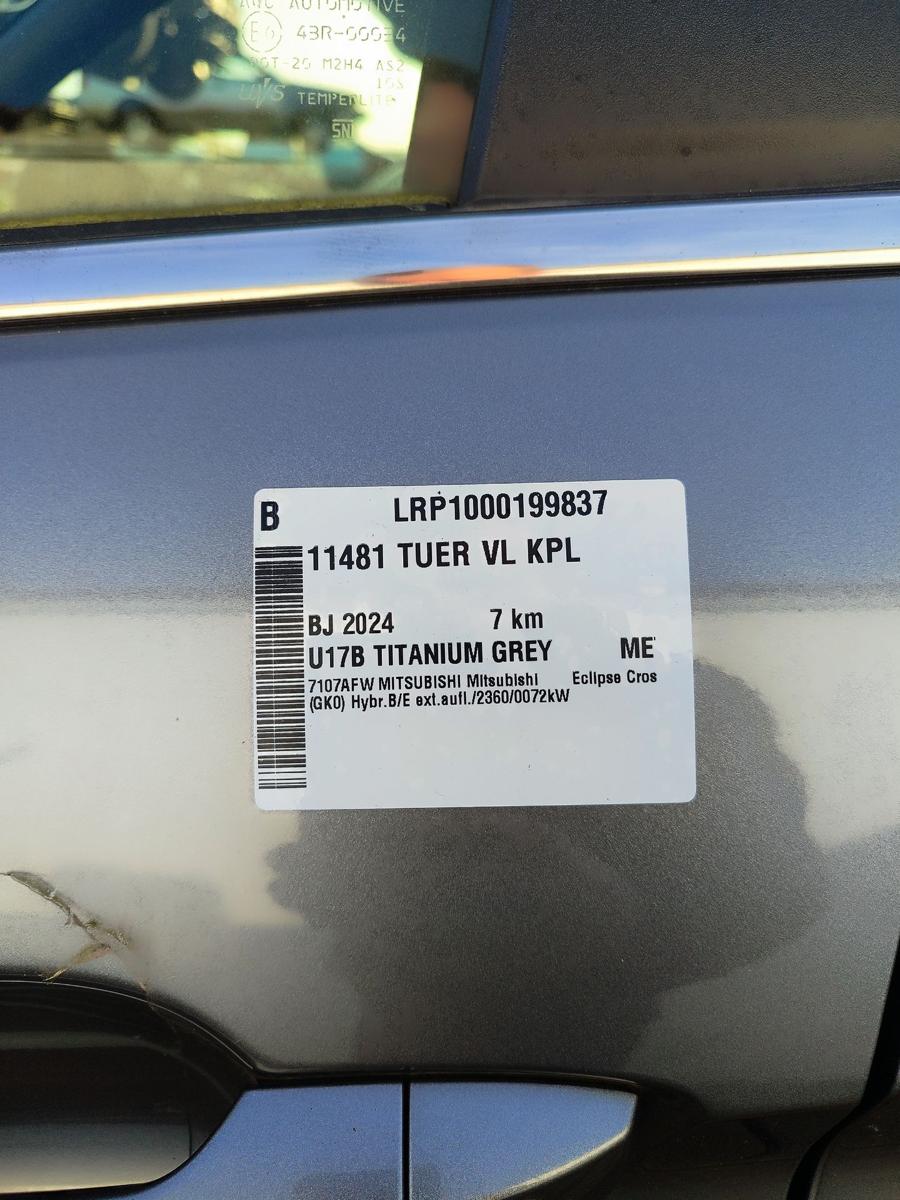 AUTOMOTIVE
E6 43R-00034
DOT-20 M2H4 AS2
TEMPERLITE
SNI
B LRP1000199837
11481 TUER VL KPL
BJ 2024 7 km
U17B TITANIUM GREY ME
7107AFW MITSUBISHI Mitsubishi Eclipse Cros
(GK0) Hybr.B/E ext.aufl./2360/0072kW